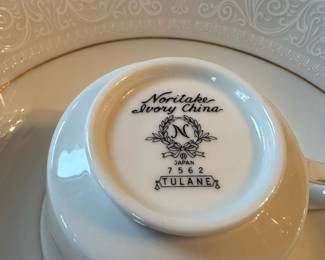 Noritake
Ivory China
N
JAPAN
7562
TULANE